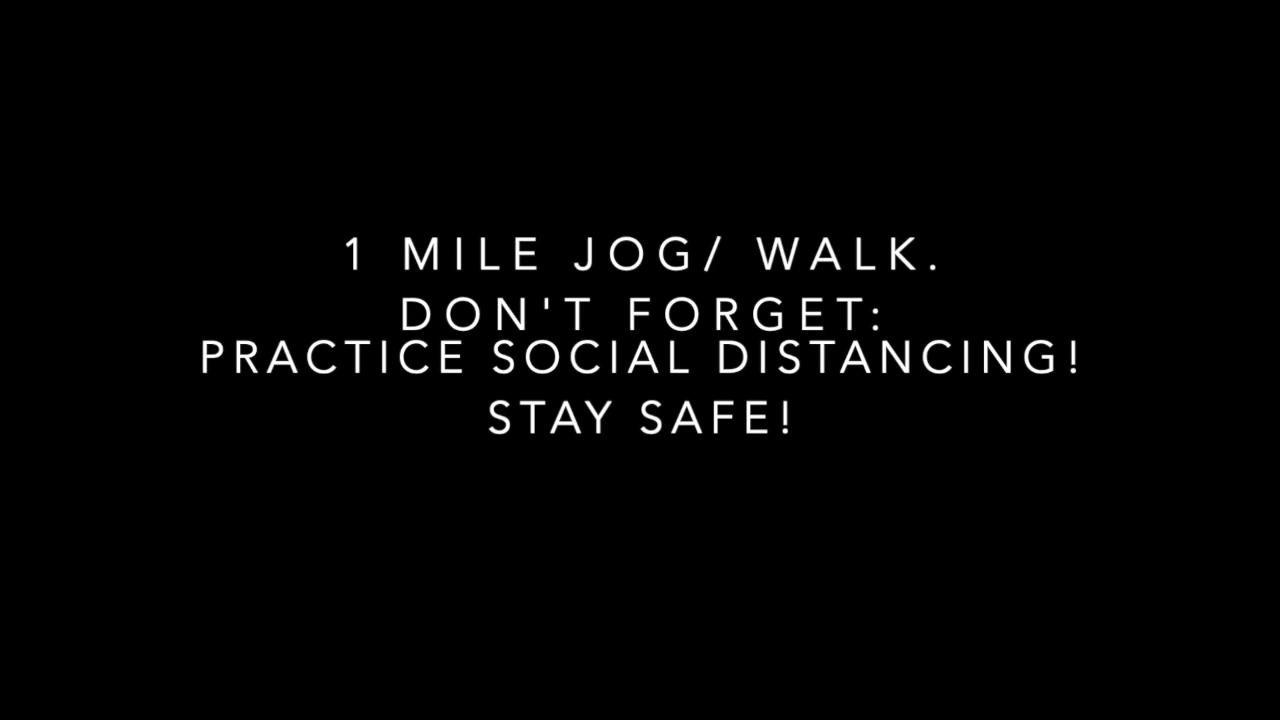 1 MILE JOG/ WALK.
DON'T FORGET:
PRACTICE SOCIAL DISTANCING!
STAY SAFE!